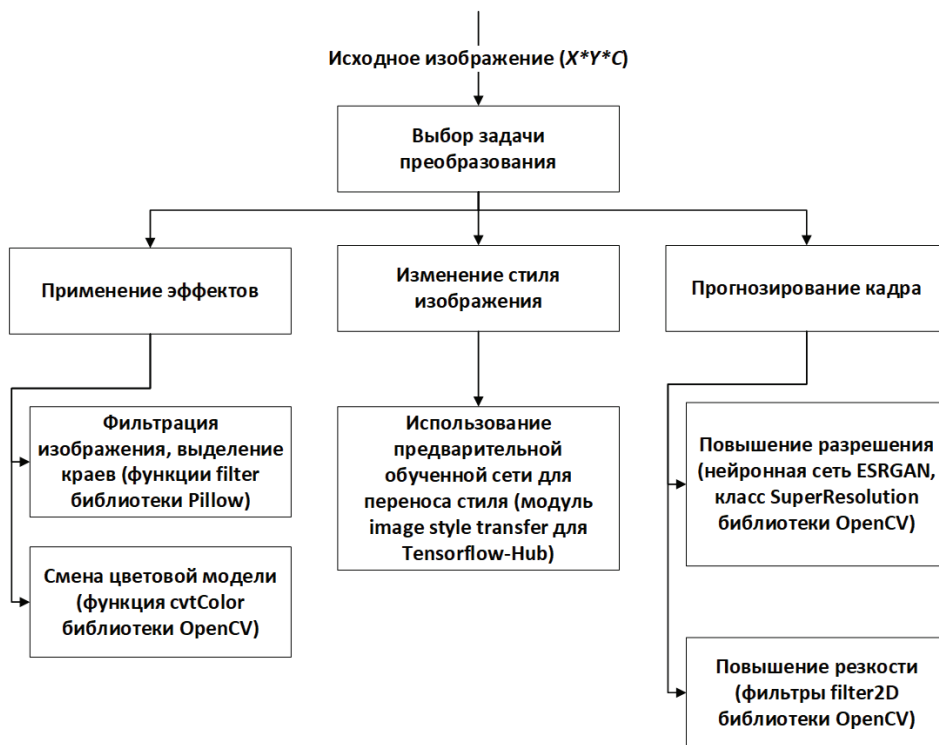 Исходное изображение (X*Y*C)
Выбор задачи
преобразования
Применение эффектов
Изменение стиля
изображения
Прогнозирование кадра
Фильтрация
изображения, выделение
краев (функции filter
библиотеки Pillow)
Смена цветовой модели
(функция cvtColor
библиотеки OpenCV)
Использование
предварительной
обученной сети для
переноса стиля (модуль
image style transfer для
Tensorflow-Hub)
Повышение разрешения
(нейронная сеть ESRGAN,
класс SuperResolution
библиотеки OpenCV)
Повышение резкости
(фильтры filter2D
библиотеки OpenCV)